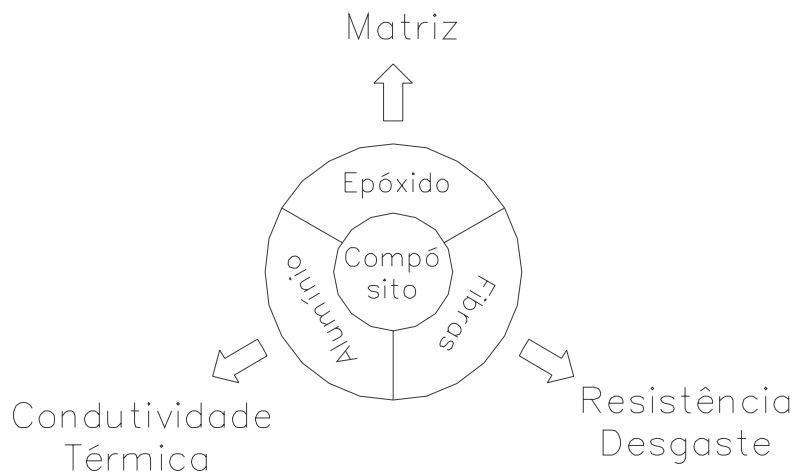 Matriz
Epóxido
Compó
sito
Alumínio
Fibras
Condutividade
Térmica
Resistência
Desgaste